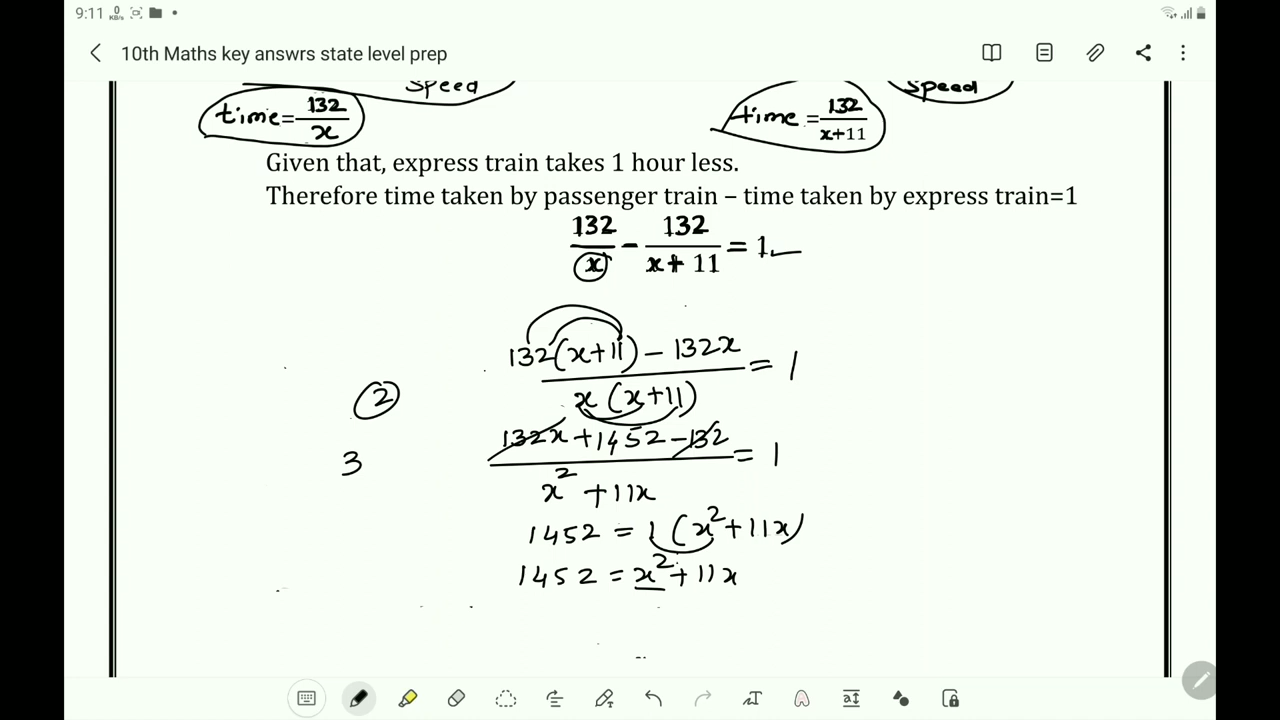 9:11 0 KB/s
10th Maths key answrs state level prep
speed speed
time = 132/x time = 132/x+11
Given that, express train takes 1 hour less.
Therefore time taken by passenger train – time taken by express train=1
132/x - 132/x+11 = 1
132(x+11) - 132x / x(x+11) = 1
2
132x + 1452 - 132 / x² + 11x = 1
3
1452 = 1(x² + 11x)
1452 = x² + 11x